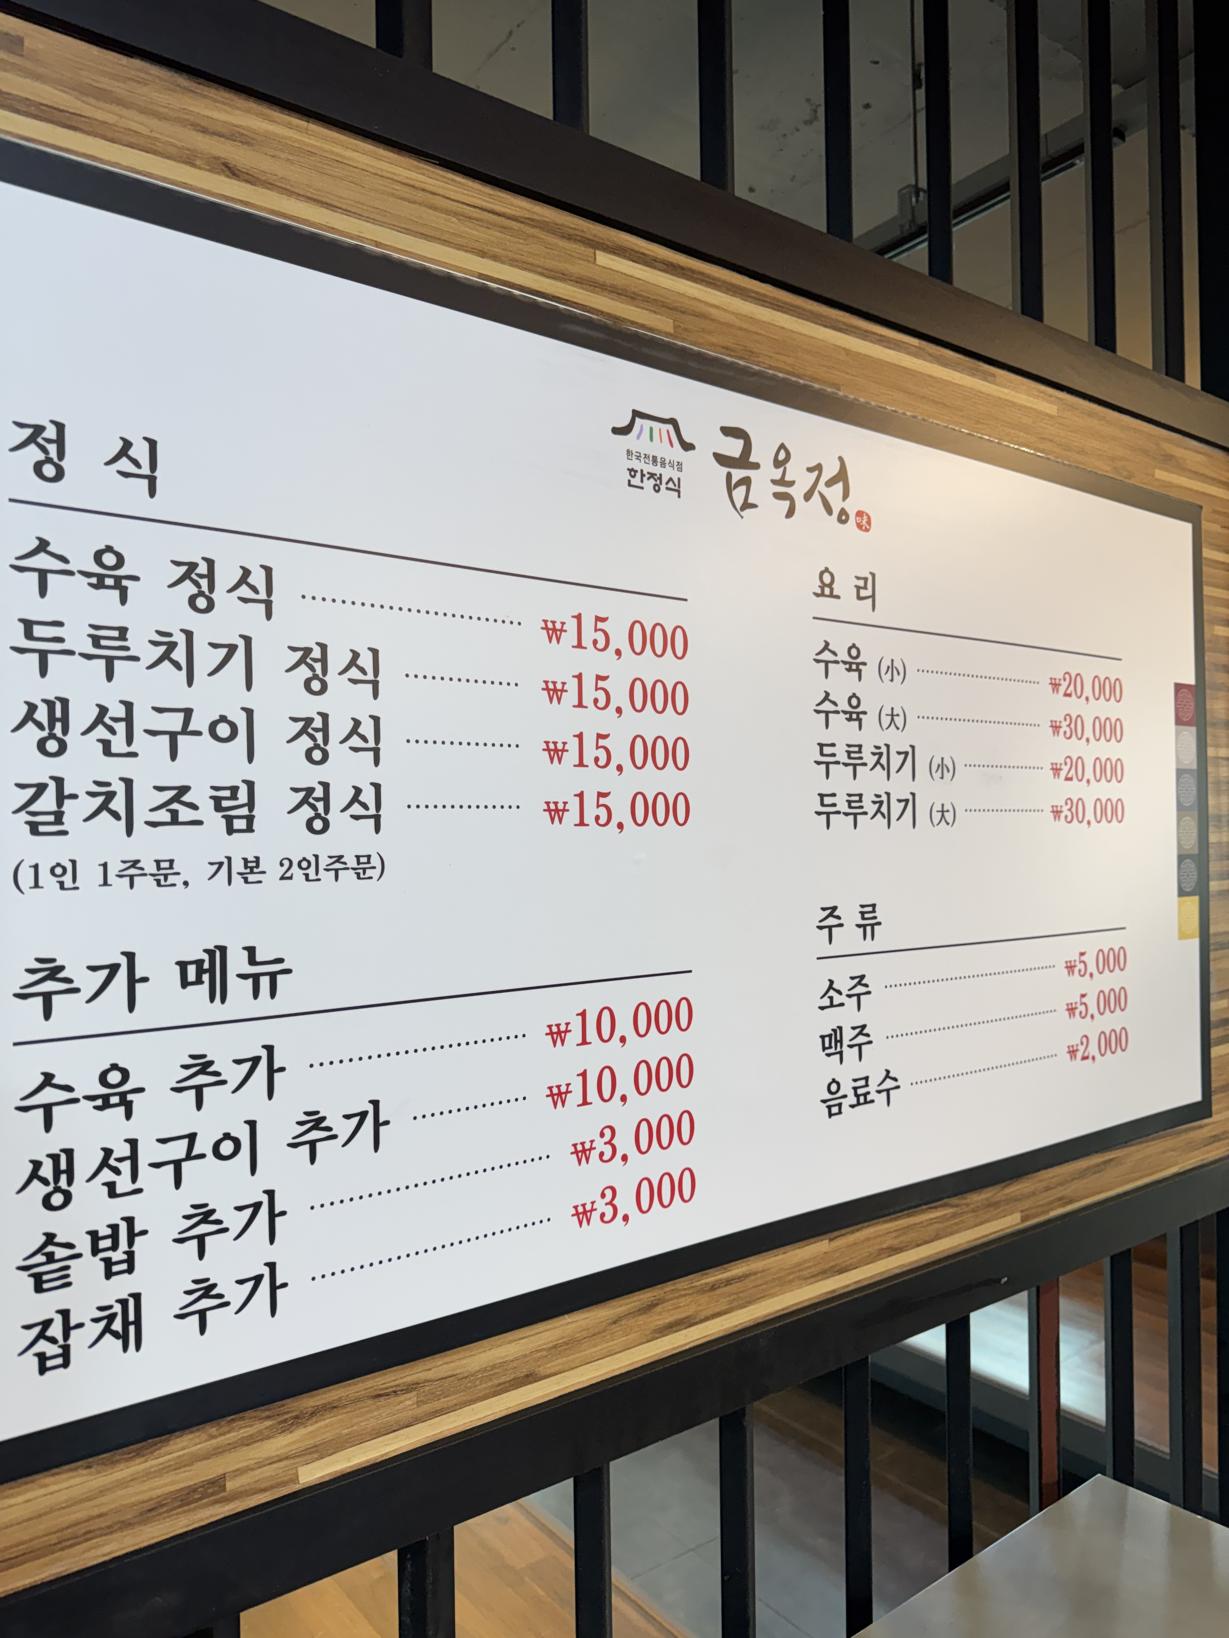 한국전통음식점
한정식
금옥정
味
정 식
수육 정식 ········ ₩15,000
두루치기 정식 ········ ₩15,000
생선구이 정식 ········ ₩15,000
갈치조림 정식 ········ ₩15,000
(1인 1주문, 기본 2인주문)
추가 메뉴
수육 추가 ········ ₩10,000
생선구이 추가 ········ ₩10,000
솥밥 추가 ········ ₩3,000
잡채 추가 ········ ₩3,000
요 리
수육 (小) ········ ₩20,000
수육 (大) ········ ₩30,000
두루치기 (小) ········ ₩20,000
두루치기 (大) ········ ₩30,000
주 류
소주 ········ ₩5,000
맥주 ········ ₩5,000
음료수 ········ ₩2,000